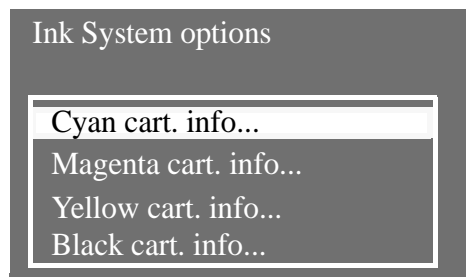 Ink System options
Cyan cart. info...
Magenta cart. info...
Yellow cart. info...
Black cart. info...